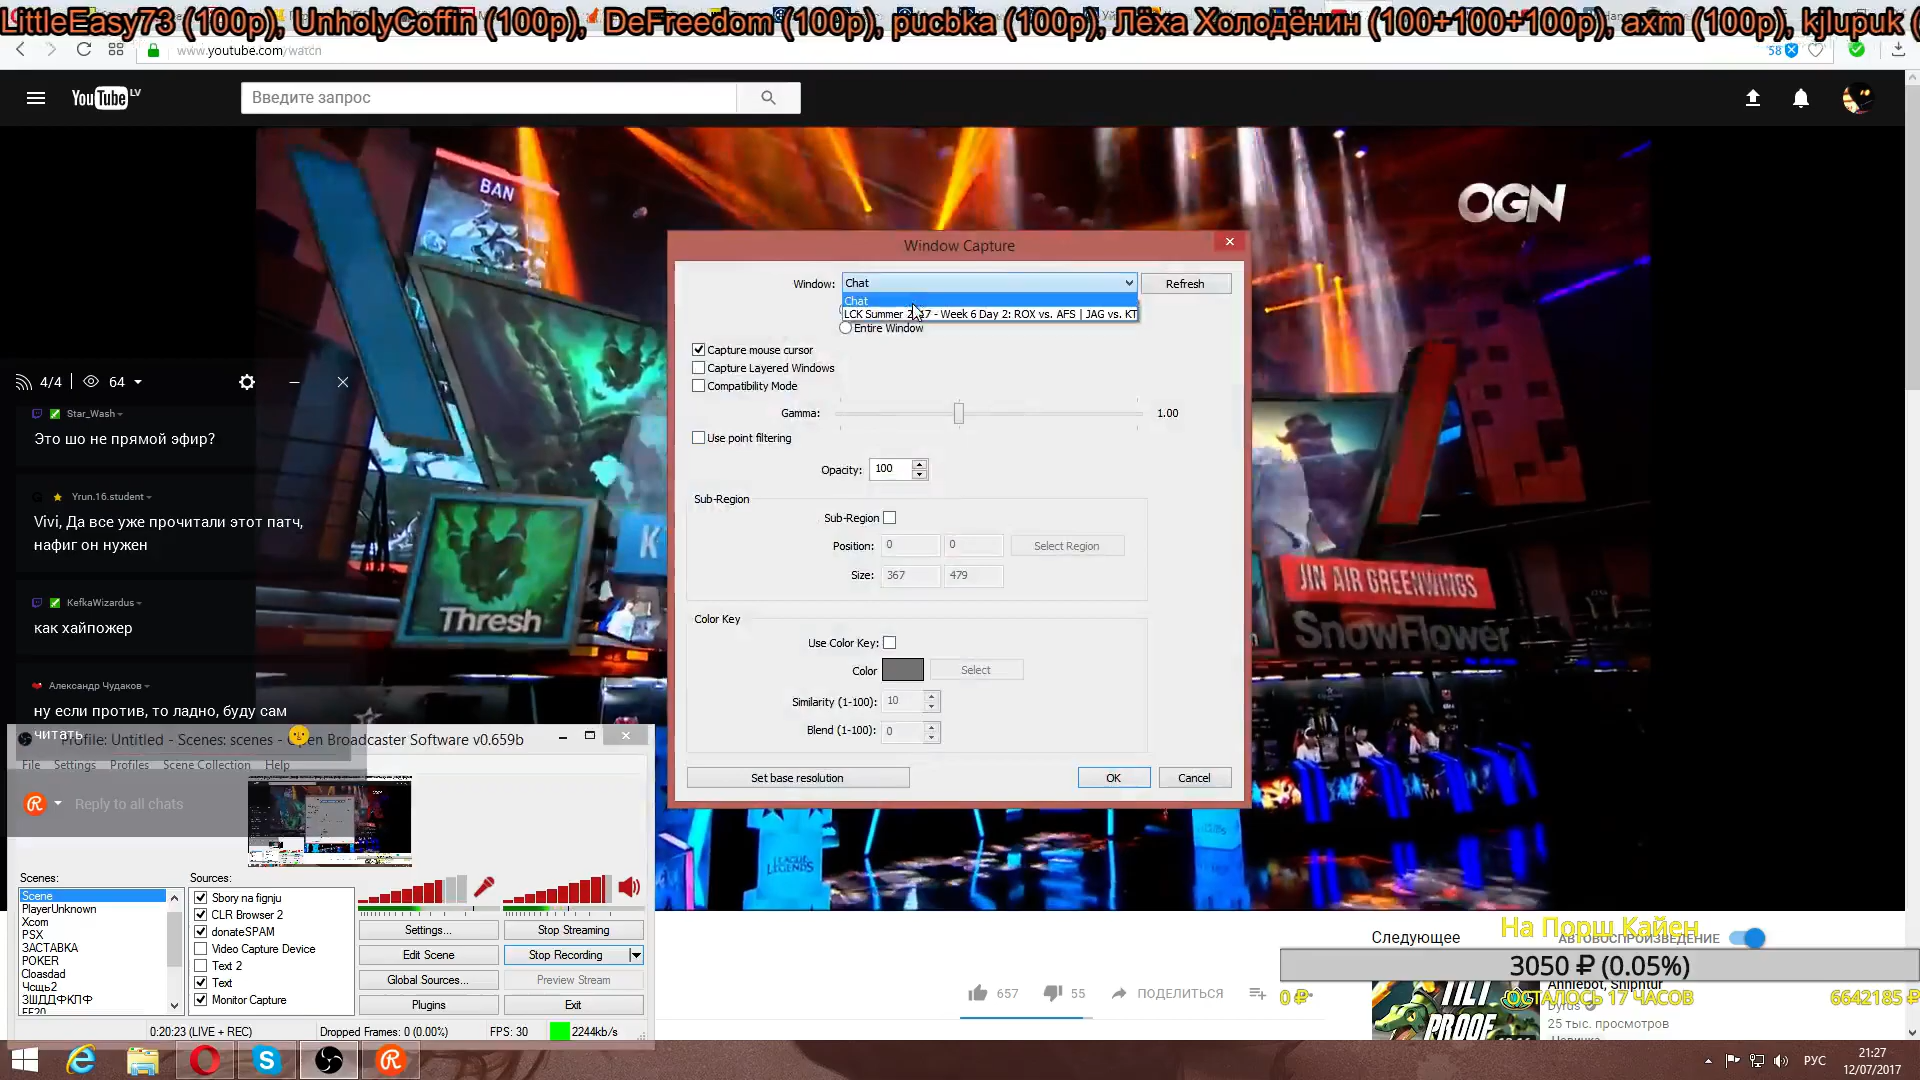 LittleEasy73 (100р), UnholyCoffin (100р), DeFreedom (100р), pucbka (100р), Лёха Холодёнин (100+100+100р), axm (100р), kjlupuk (
www.youtube.com/watch
58
YouTube LV
Введите запрос
BAN
OGN
Window Capture
Window:
Chat
Refresh
Chat
LCK Summer 2017 - Week 6 Day 2: ROX vs. AFS | JAG vs. KT
Entire Window
Capture mouse cursor
Capture Layered Windows
Compatibility Mode
Gamma:
1.00
Use point filtering
Opacity:
100
Sub-Region
Sub-Region
Position:
0
0
Select Region
Size:
367
479
Color Key
Use Color Key:
Color
Select
Similarity (1-100):
10
Blend (1-100):
0
Set base resolution
OK
Cancel
4/4
64
Star_Wash
Это шо не прямой эфир?
Yrun.16.student
Vivi, Да все уже прочитали этот патч,
нафиг он нужен
KefkaWizardus
как хайпожер
Александр Чудаков
ну если против, то ладно, буду сам
читать
Reply to all chats
Thresh
JIN AIR GREENWINGS
SnowFlower
LEGENDS
Profile: Untitled - Scenes: scenes - Open Broadcaster Software v0.659b
File
Settings
Profiles
Scene Collection
Help
Scenes:
Scene
PlayerUnknown
Xcom
PSX
ЗАСТАВКА
POKER
Cloasdad
Чсщь2
ЗШДДФКПФ
FF20
Sources:
Sbory na fignju
CLR Browser 2
donateSPAM
Video Capture Device
Text 2
Text
Monitor Capture
Settings...
Stop Streaming
Edit Scene
Stop Recording
Global Sources...
Preview Stream
Plugins
Exit
0:20:23 (LIVE + REC)
Dropped Frames: 0 (0.00%)
FPS: 30
2244kb/s
657
55
ПОДЕЛИТЬСЯ
Следующее
На Порш Кайен
АВТОВОСПРОИЗВЕДЕНИЕ
3050 ₽ (0.05%)
Anniebot, Shiphtur
0 ₽
ОСТАЛОСЬ 17 ЧАСОВ
6642185 ₽
Dyrus
25 тыс. просмотров
Новинка
TILT
PROOF
РУС
21:27
12/07/2017